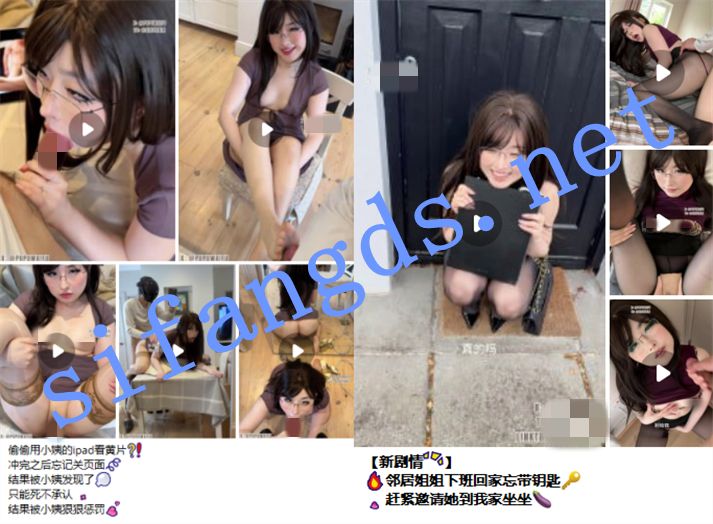 sifangds.net
真的吗
偷偷用小姨的ipad看黄片⁉️
冲完之后忘记关页面
结果被小姨发现了
只能死不承认
结果被小姨狠狠惩罚
【新剧情】
🔥邻居姐姐下班回家忘带钥匙🔑
赶紧邀请她到我家坐坐🍆